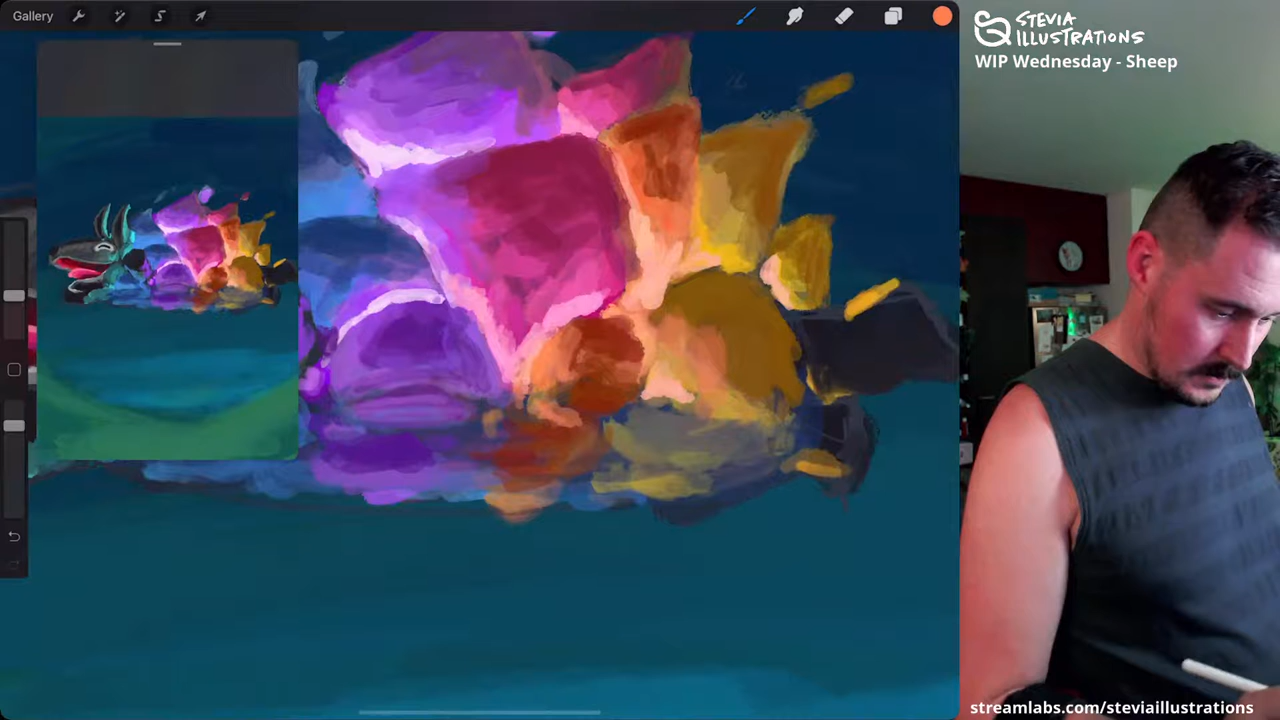 Gallery
STEVIA
ILLUSTRATIONS
WIP Wednesday - Sheep
streamlabs.com/steviaillustrations